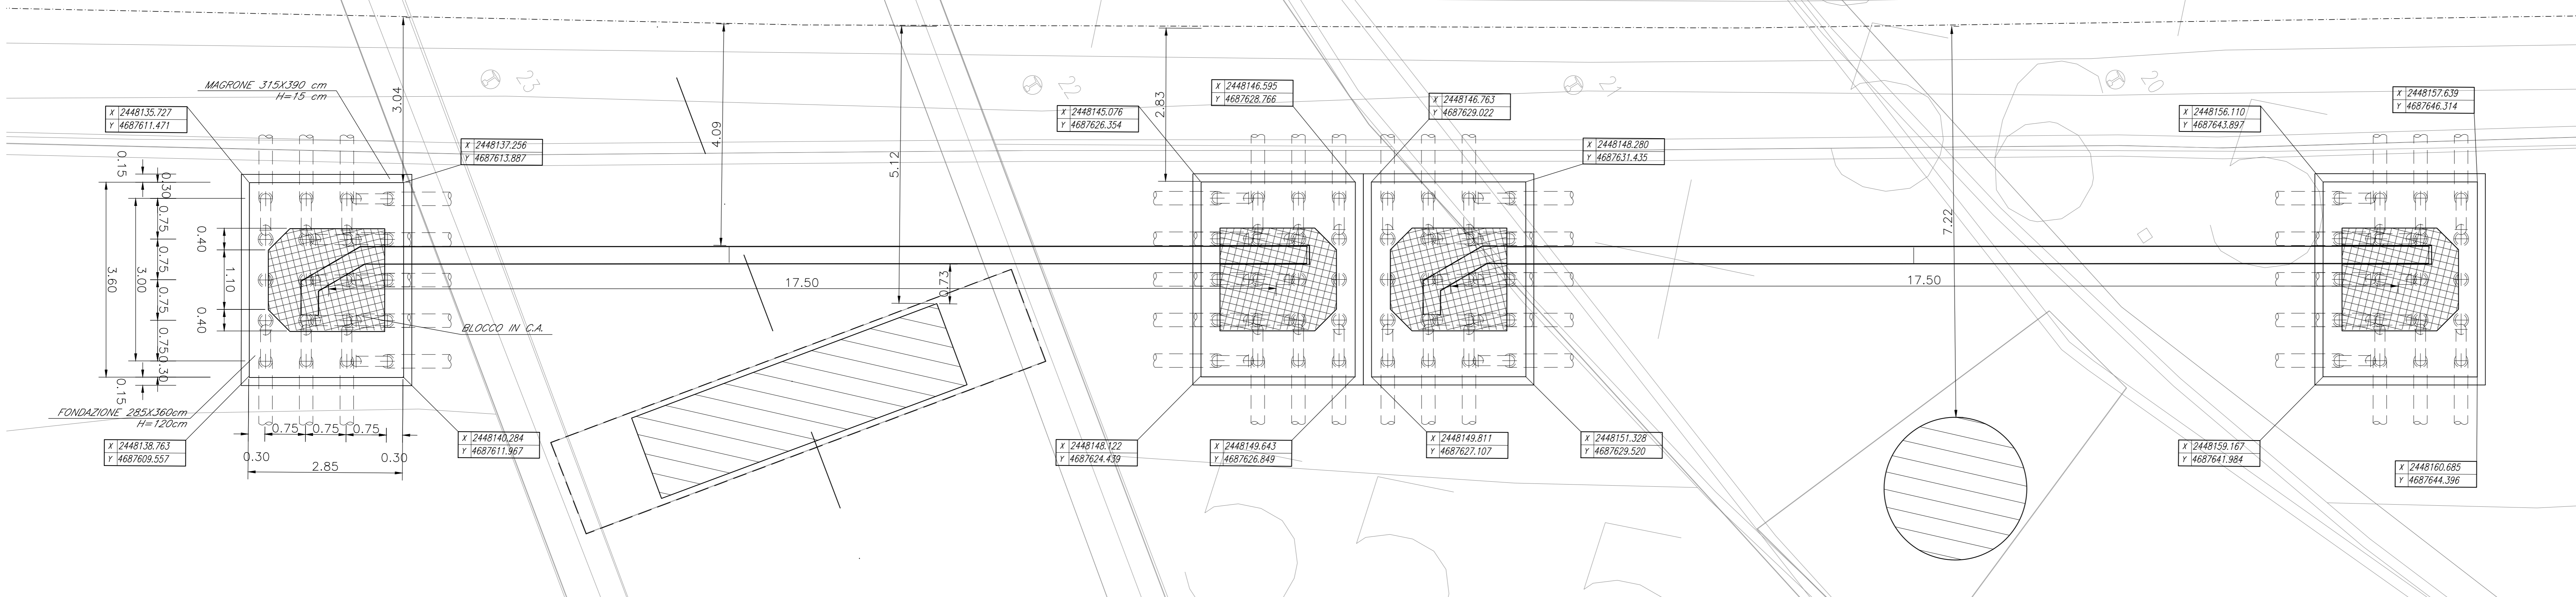 MAGRONE 315X390 cm
H=15 cm
X 2448135.727
Y 4687611.471
X 2448137.256
Y 4687613.887
3.04
4.09
5.12
2.83
7.22
23
22
21
20
X 2448145.076
Y 4687626.354
X 2448146.595
Y 4687628.766
X 2448146.763
Y 4687629.022
X 2448148.280
Y 4687631.435
X 2448156.110
Y 4687643.897
X 2448157.639
Y 4687646.314
0.15
0.30
0.75
0.75
0.75
0.75
0.30
0.15
3.60
3.00
0.40
1.10
0.40
17.50
0.73
17.50
BLOCCO IN C.A.
FONDAZIONE 285X360cm
H=120cm
X 2448138.763
Y 4687609.557
0.75
0.75
0.75
0.30
0.30
2.85
X 2448140.284
Y 4687611.967
X 2448148.122
Y 4687624.439
X 2448149.643
Y 4687626.849
X 2448149.811
Y 4687627.107
X 2448151.328
Y 4687629.520
X 2448159.167
Y 4687641.984
X 2448160.685
Y 4687644.396